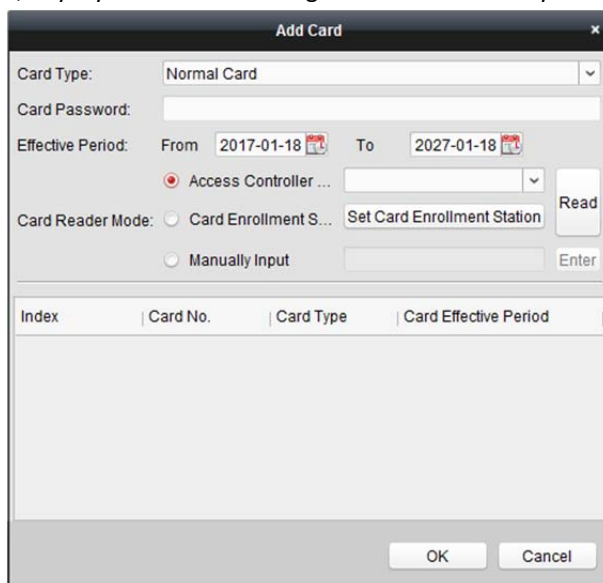 Add Card x
Card Type: Normal Card
Card Password:
Effective Period: From 2017-01-18 To 2027-01-18
Access Controller ...
Read
Card Reader Mode: Card Enrollment S... Set Card Enrollment Station
Manually Input Enter
Index Card No. Card Type Card Effective Period
OK Cancel